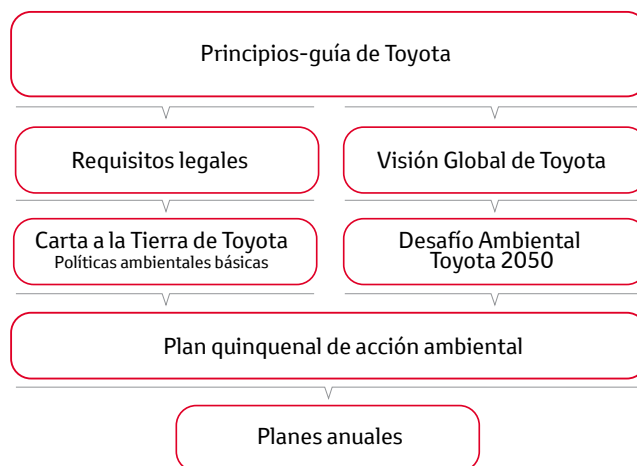 Principios-guía de Toyota
Requisitos legales
Visión Global de Toyota
Carta a la Tierra de Toyota
Políticas ambientales básicas
Desafío Ambiental
Toyota 2050
Plan quinquenal de acción ambiental
Planes anuales